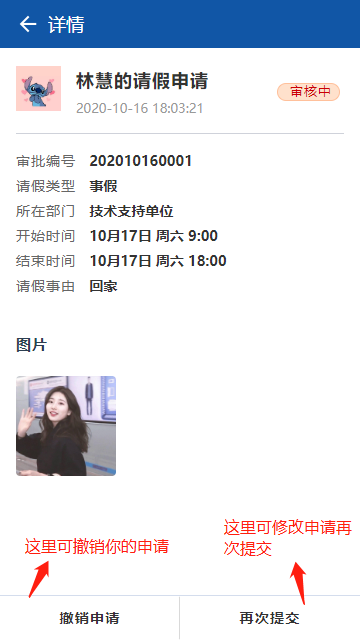 详情
林慧的请假申请
审核中
2020-10-16 18:03:21
审批编号 202010160001
请假类型 事假
所在部门 技术支持单位
开始时间 10月17日 周六 9:00
结束时间 10月17日 周六 18:00
请假事由 回家
图片
这里可撤销你的申请
这里可修改申请再
次提交
撤销申请
再次提交